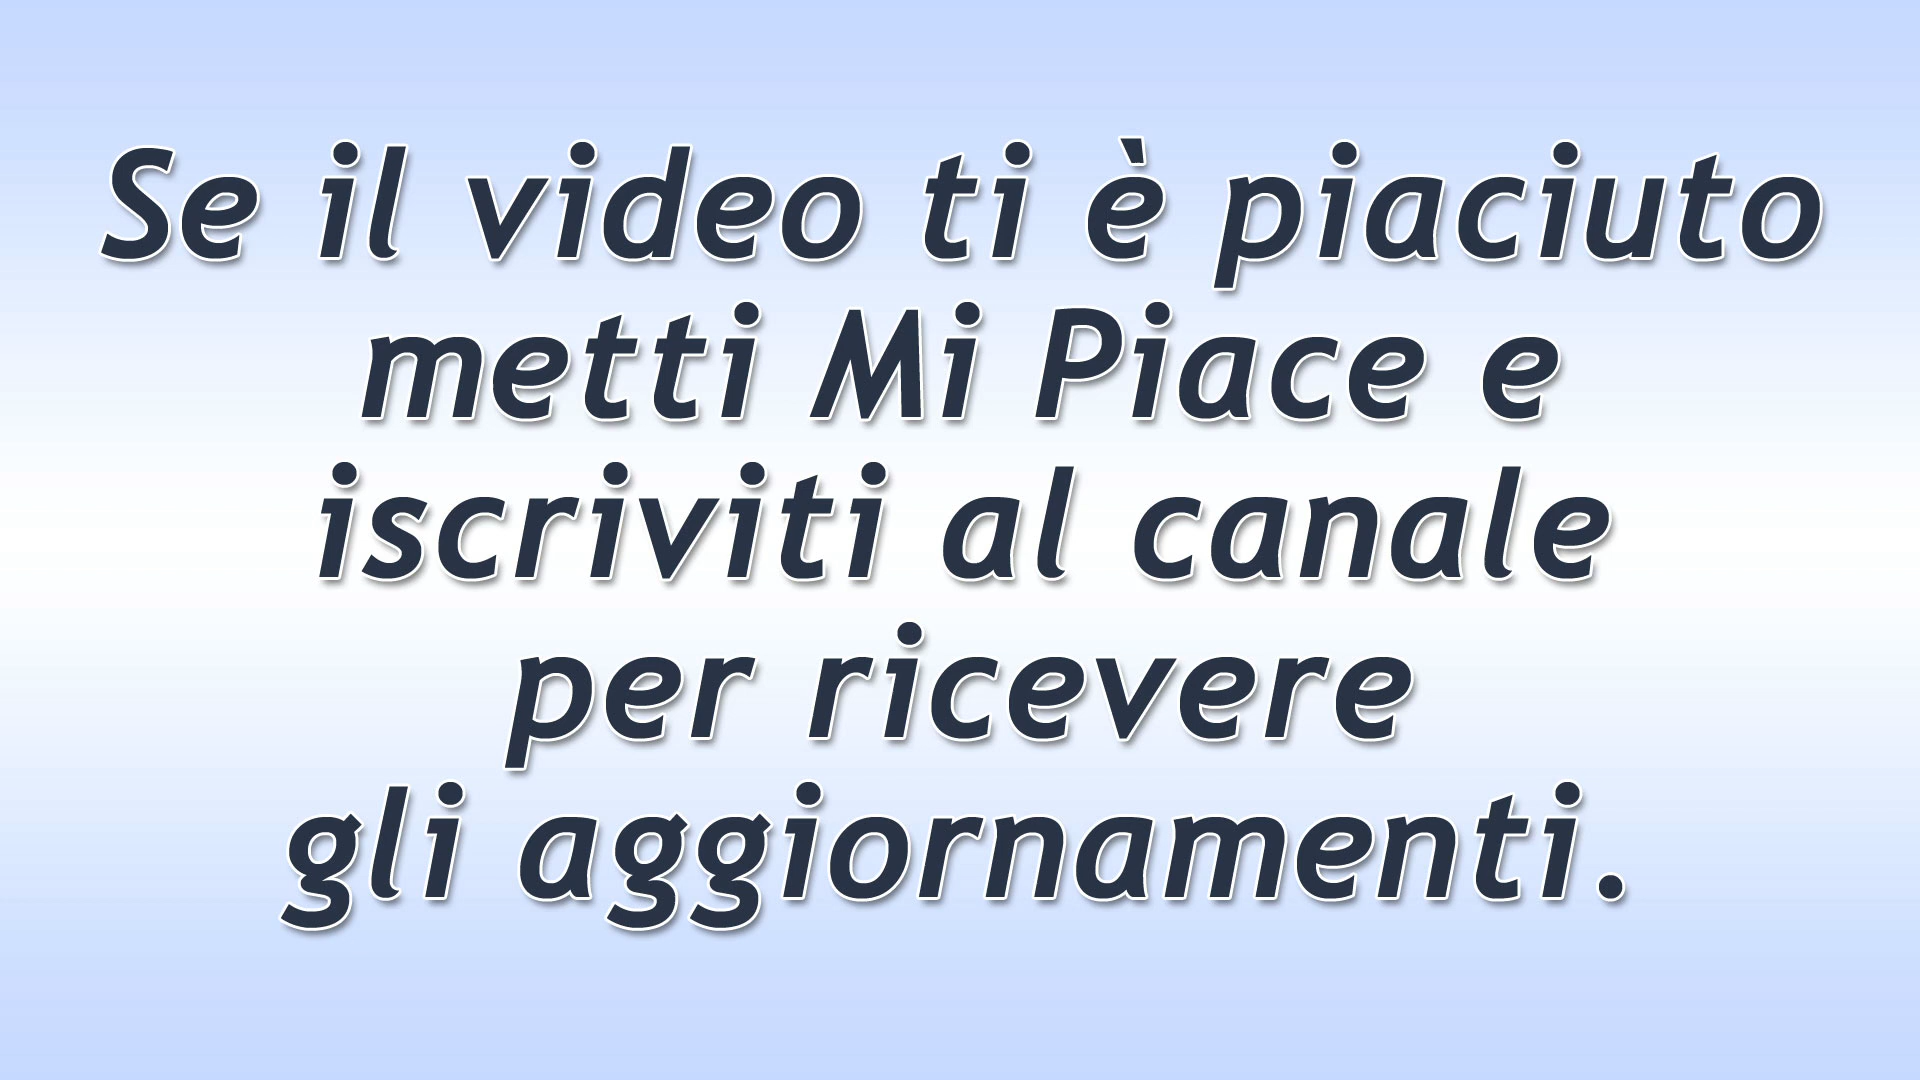 Se il video ti è piaciuto
metti Mi Piace e
iscriviti al canale
per ricevere
gli aggiornamenti.